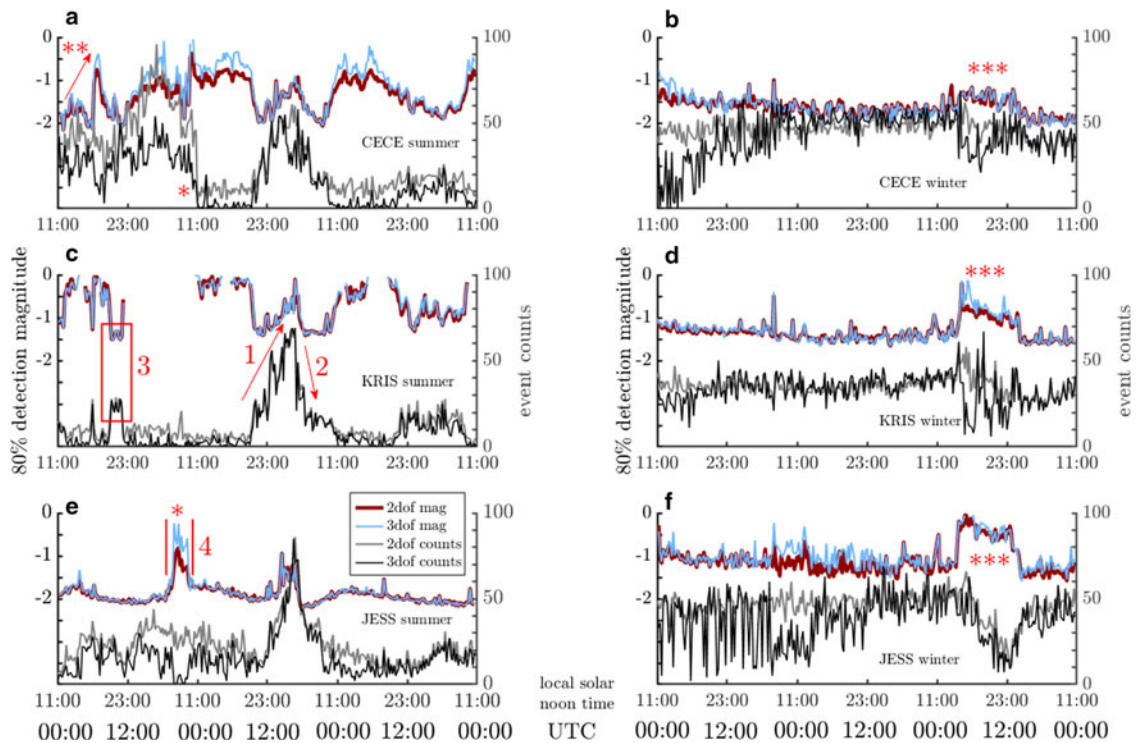 a
b
0
-1
-2
100
50
0
**
*
CECE summer
11:00 23:00 11:00 23:00 11:00 23:00 11:00
0
-1
-2
100
50
0
***
CECE winter
11:00 23:00 11:00 23:00 11:00 23:00 11:00
c
d
80% detection magnitude
0
-1
-2
event counts
100
50
0
3
1
2
KRIS summer
11:00 23:00 11:00 23:00 11:00 23:00 11:00
80% detection magnitude
0
-1
-2
event counts
100
50
0
***
KRIS winter
11:00 23:00 11:00 23:00 11:00 23:00 11:00
e
f
0
-1
-2
100
50
0
*
4
2dof mag
3dof mag
2dof counts
3dof counts
JESS summer
11:00 23:00 11:00 23:00 11:00 23:00 11:00
00:00 12:00 00:00 12:00 00:00 12:00 00:00
local solar
noon time
UTC
0
-1
-2
100
50
0
***
JESS winter
11:00 23:00 11:00 23:00 11:00 23:00 11:00
00:00 12:00 00:00 12:00 00:00 12:00 00:00